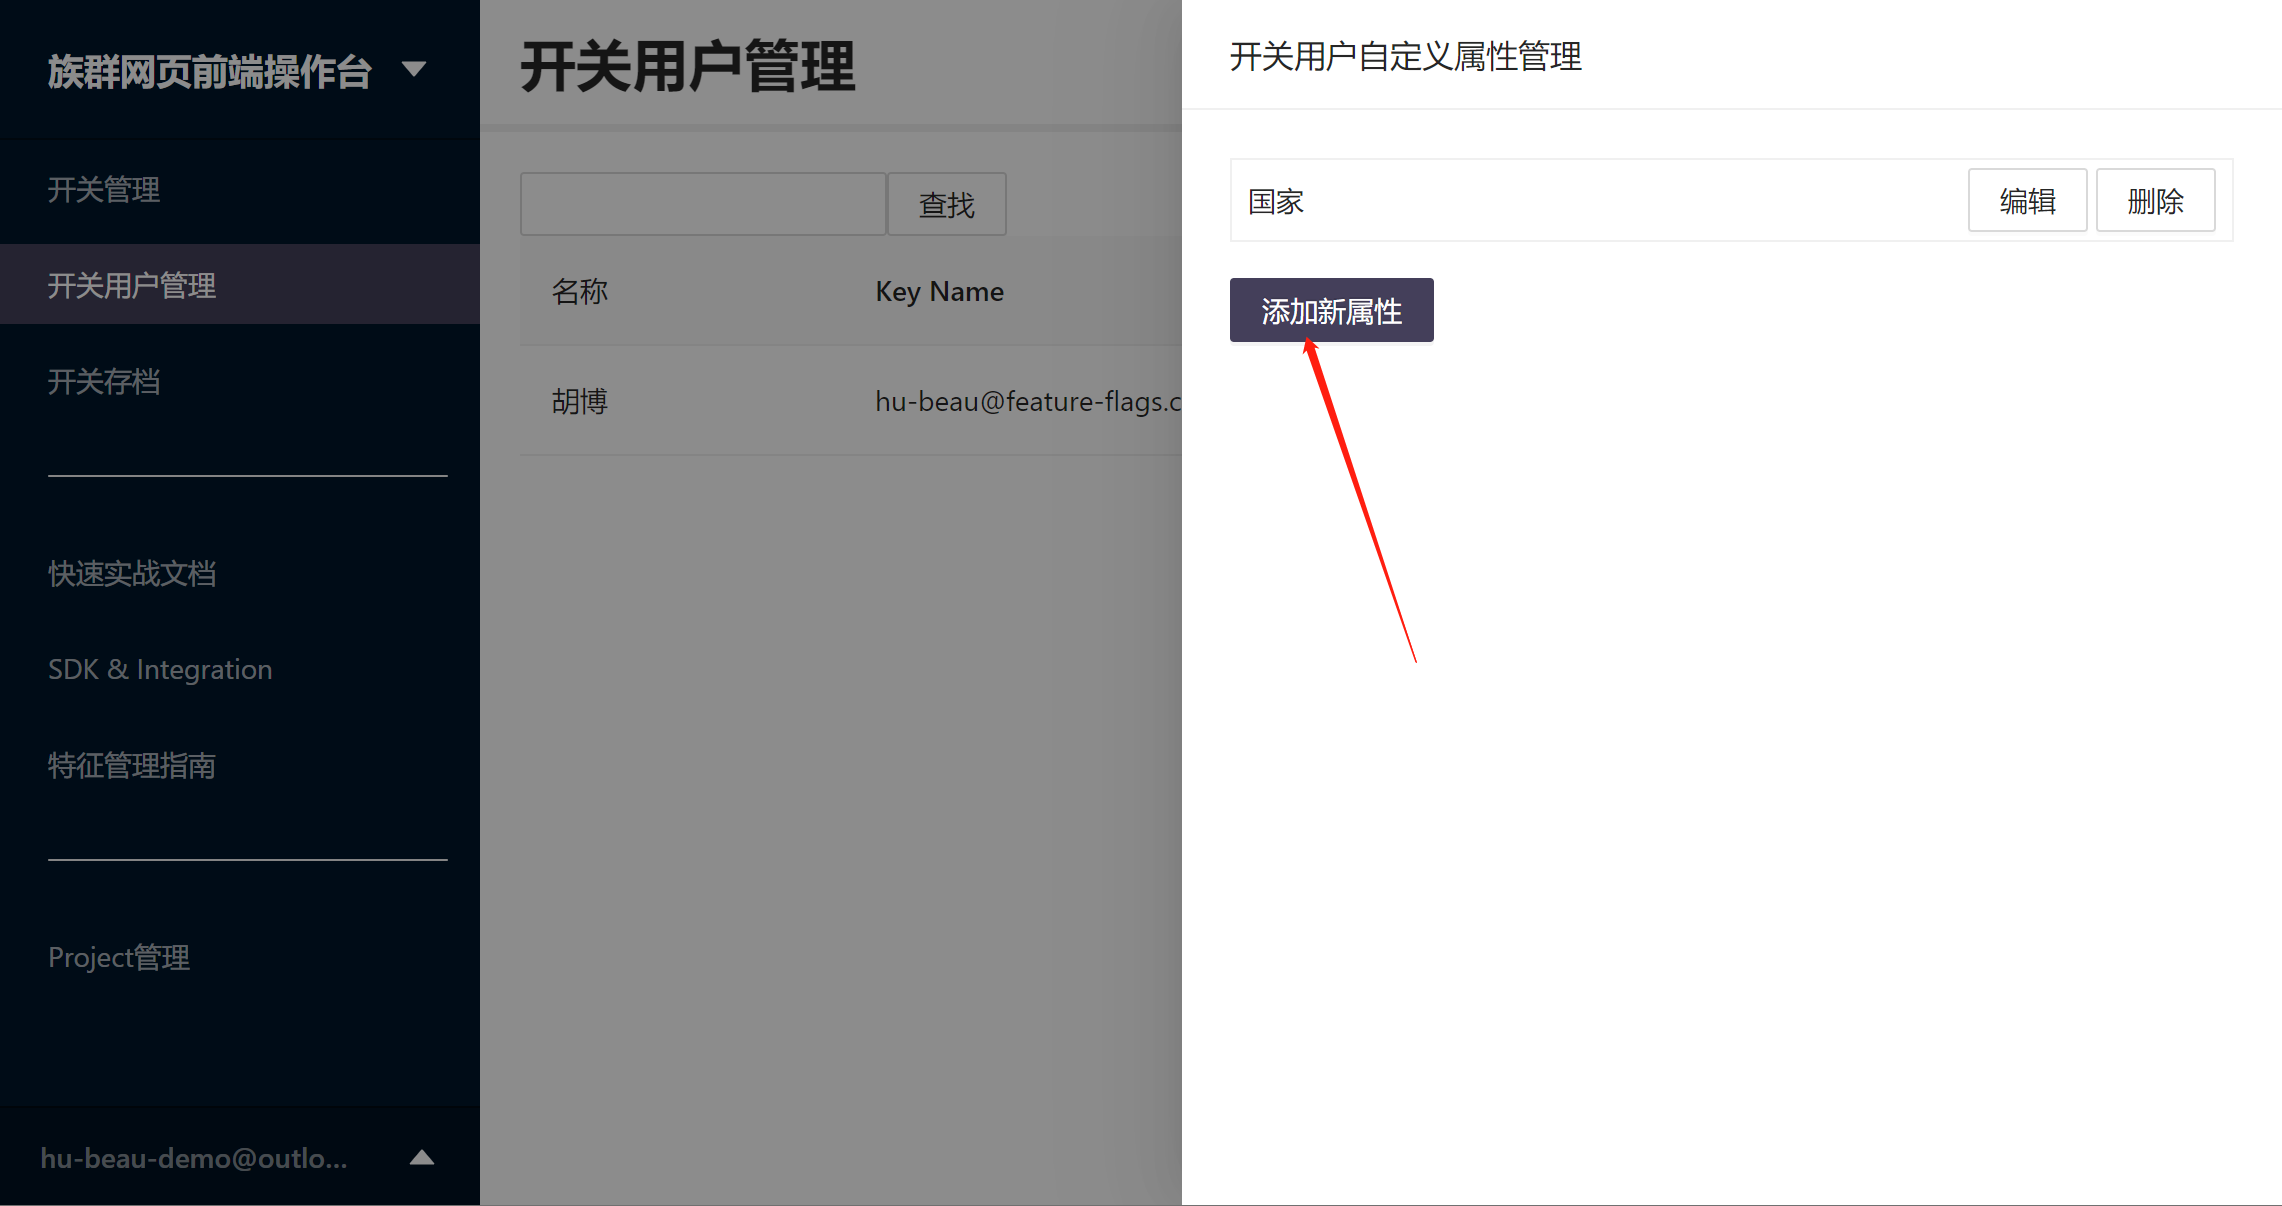 族群网页前端操作台
开关管理
开关用户管理
开关存档
快速实战文档
SDK & Integration
特征管理指南
Project管理
hu-beau-demo@outlo...
开关用户管理
查找
名称 Key Name
胡博 hu-beau@feature-flags.c
开关用户自定义属性管理
国家 编辑 删除
添加新属性